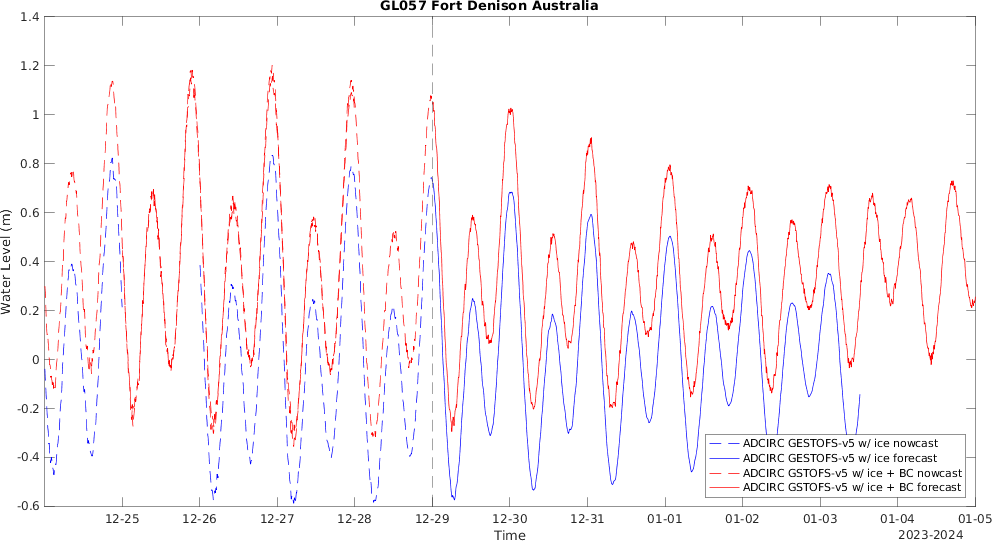 GL057 Fort Denison Australia
Water Level (m)
1.4
1.2
1
0.8
0.6
0.4
0.2
0
-0.2
-0.4
-0.6
ADCIRC GESTOFS-v5 w/ ice nowcast
ADCIRC GESTOFS-v5 w/ ice forecast
ADCIRC GSTOFS-v5 w/ ice + BC nowcast
ADCIRC GSTOFS-v5 w/ ice + BC forecast
12-25 12-26 12-27 12-28 12-29 12-30 12-31 01-01 01-02 01-03 01-04 01-05
Time
2023-2024